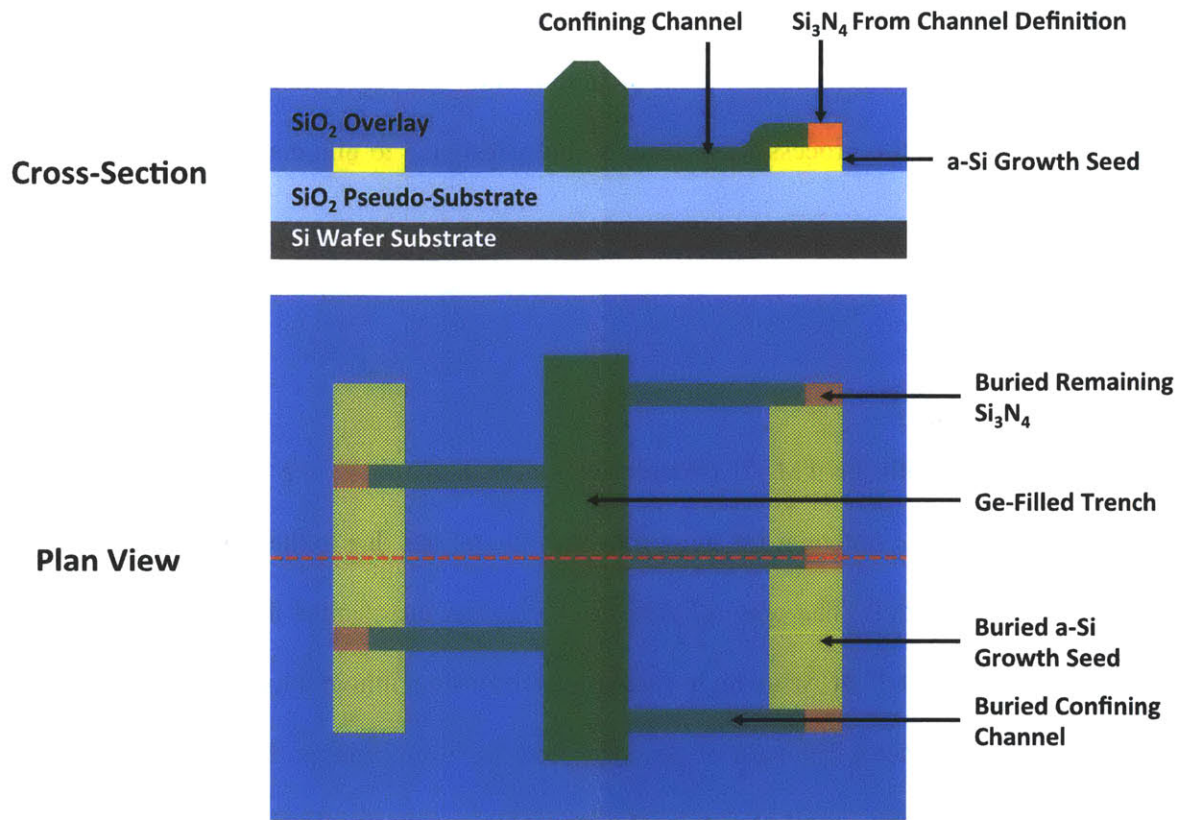 Confining Channel
Si₃N₄ From Channel Definition
SiO₂ Overlay
Cross-Section
a-Si Growth Seed
SiO₂ Pseudo-Substrate
Si Wafer Substrate
Buried Remaining
Si₃N₄
Ge-Filled Trench
Plan View
Buried a-Si
Growth Seed
Buried Confining
Channel